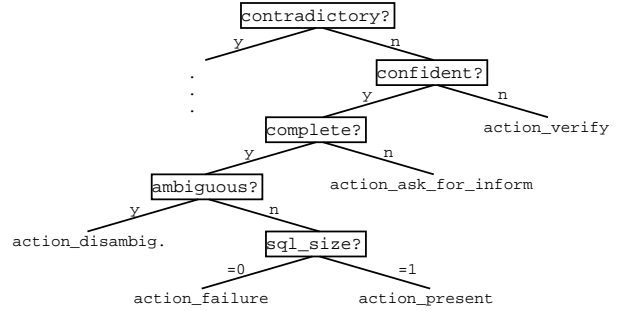 contradictory?
y
n
.
.
.
confident?
y
n
complete?
action_verify
y
n
ambiguous?
action_ask_for_inform
y
n
action_disambig.
sql_size?
=0
=1
action_failure
action_present